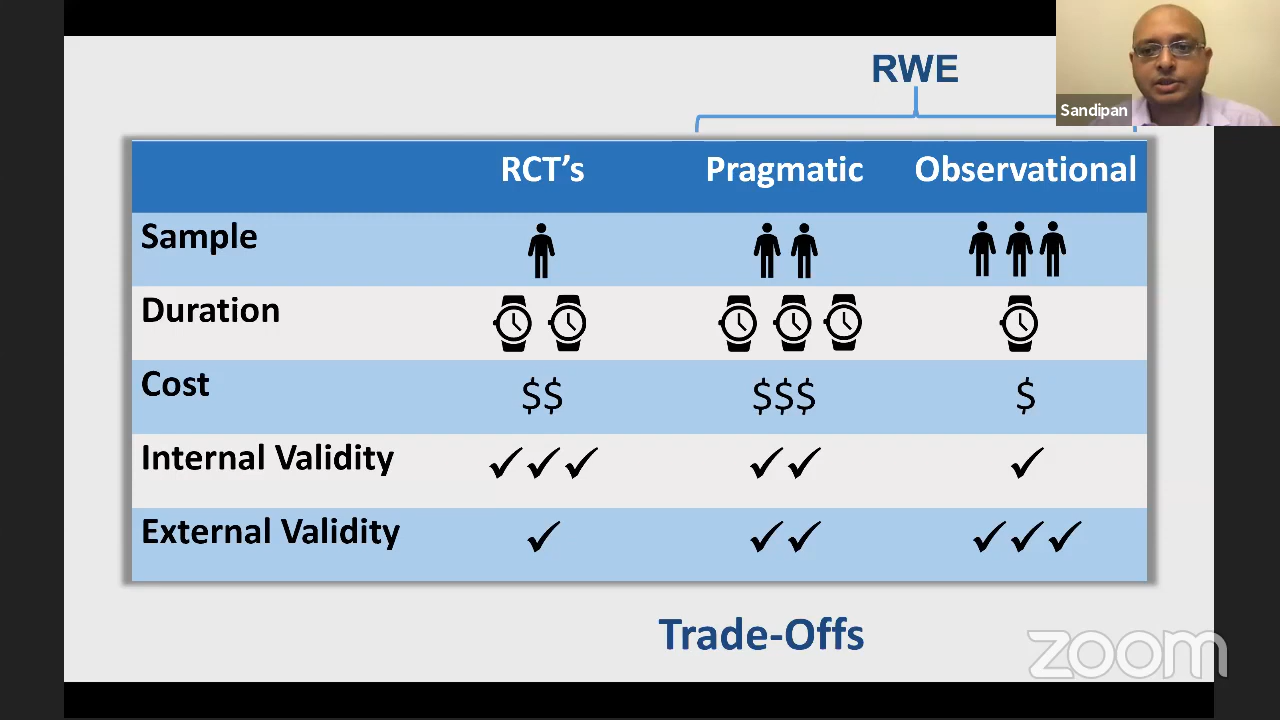 RWE
Sandipan
RCT’s Pragmatic Observational
Sample
Duration
Cost $$ $$$ $
Internal Validity ✓✓✓ ✓✓ ✓
External Validity ✓ ✓✓ ✓✓✓
Trade-Offs
zoom